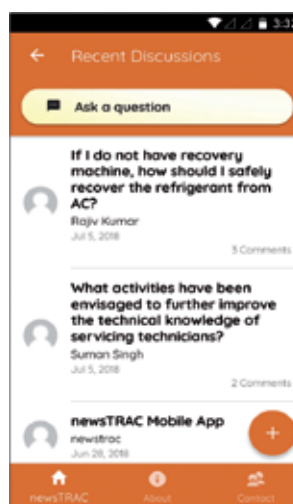 3:32
Recent Discussions
Ask a question
If I do not have recovery
machine, how should I safely
recover the refrigerant from
AC?
Rajiv Kumar
Jul 5, 2018
3 Comments
What activities have been
envisaged to further improve
the technical knowledge of
servicing technicians?
Suman Singh
Jul 5, 2018
2 Comments
newsTRAC Mobile App
newstrac
Jun 28, 2018
newsTRAC
About
Contact